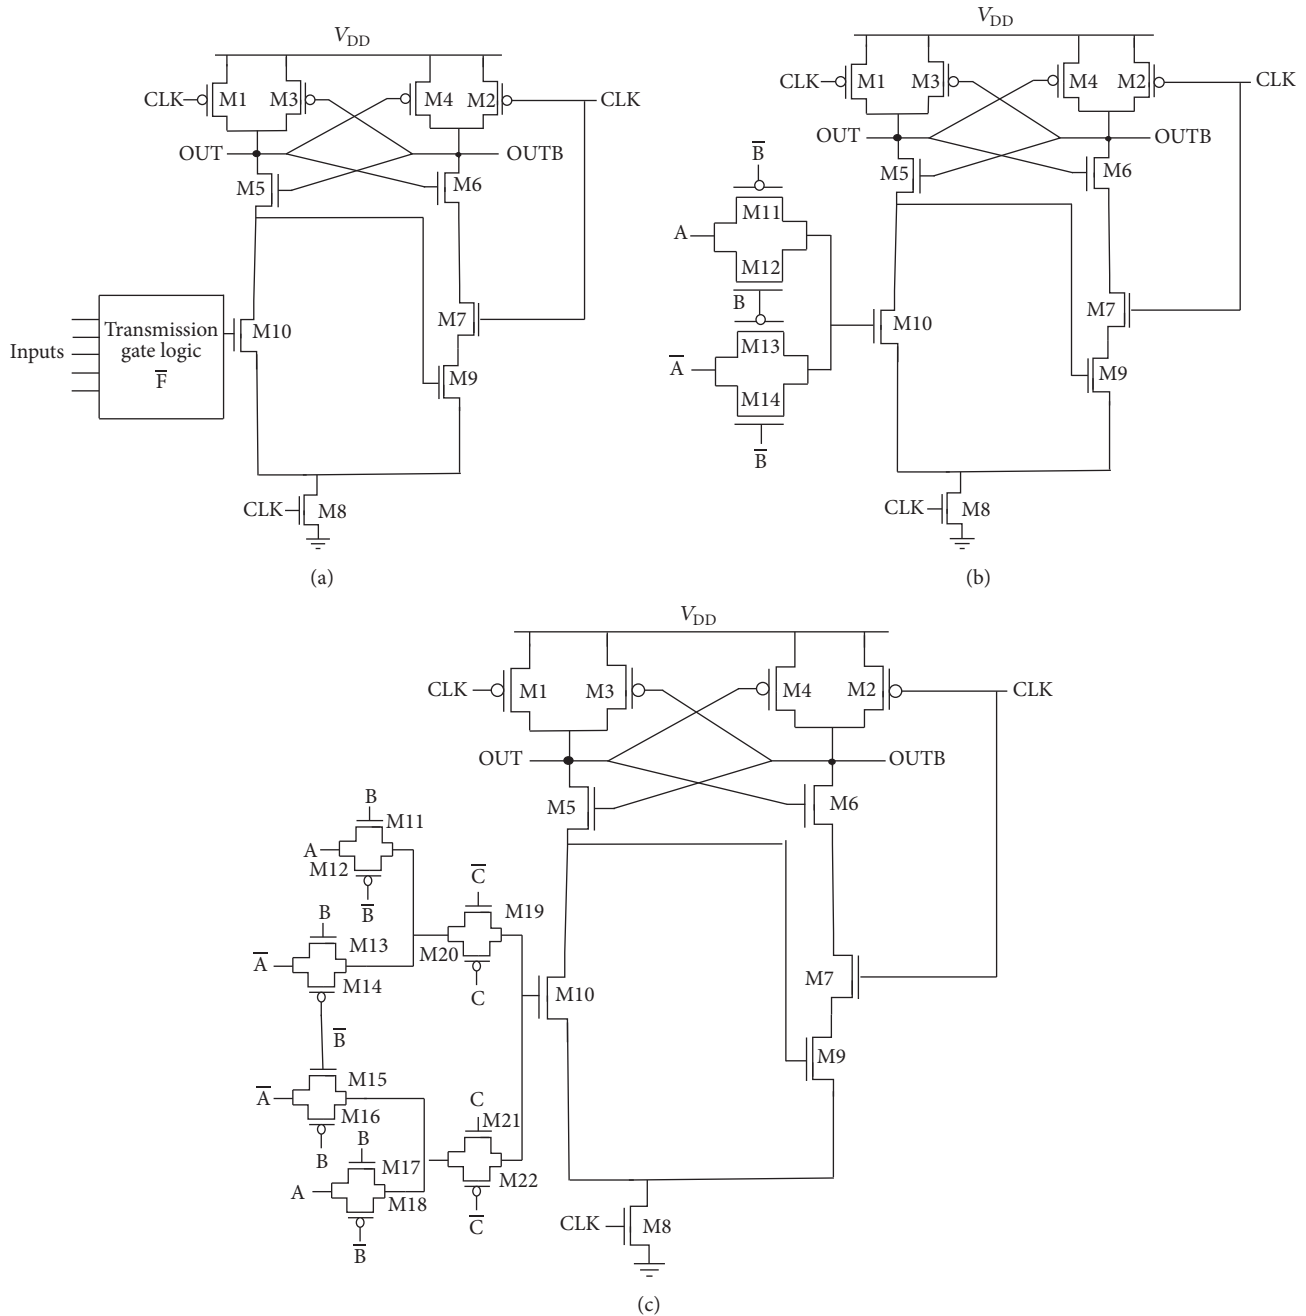 V_DD
CLK
M1
M3
M4
M2
CLK
OUT
OUTB
M5
M6
Inputs
Transmission
gate logic
F̅
M10
M7
M9
CLK
M8
(a)
V_DD
CLK
M1
M3
M4
M2
CLK
OUT
OUTB
B̅
M5
M6
A
M11
M12
B
M10
M7
A̅
M13
M14
M9
B̅
CLK
M8
(b)
V_DD
CLK
M1
M3
M4
M2
CLK
OUT
OUTB
M5
M6
B
M11
A
M12
B̅
C̅
M19
B
M13
M20
A̅
M14
C
M10
M7
B̅
M9
A̅
M15
M16
C
M21
B
B
M17
M22
A
M18
C̅
B̅
CLK
M8
(c)